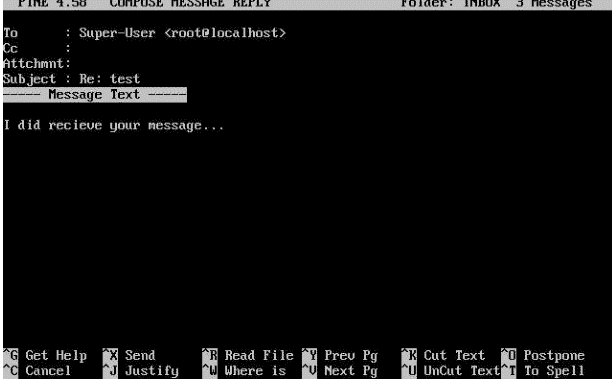 PINE 4.58   COMPOSE MESSAGE REPLY   Folder: INBOX  3 Messages
To      : Super-User <root@localhost>
Cc      :
Attchmnt:
Subject : Re: test
----- Message Text -----
I did recieve your message...
^G Get Help  ^X Send  ^R Read File  ^Y Prev Pg  ^K Cut Text  ^O Postpone
^C Cancel  ^J Justify  ^W Where is  ^V Next Pg  ^U UnCut Text  ^T To Spell